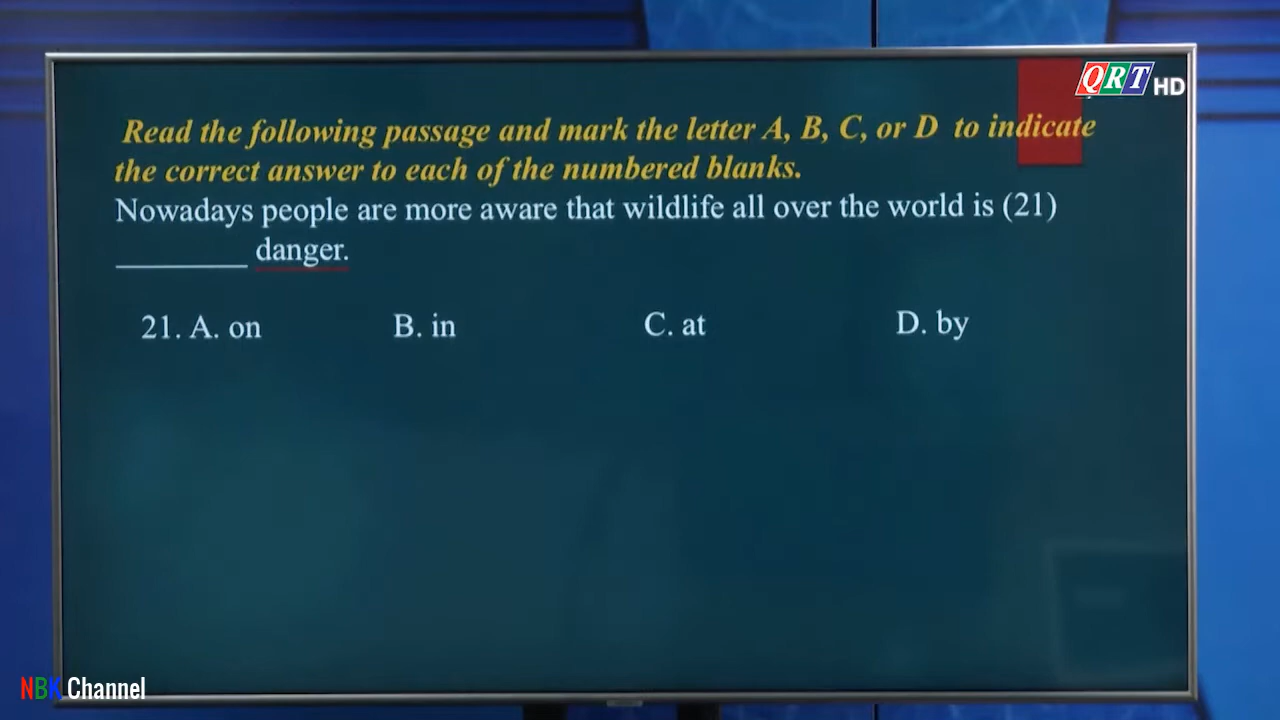 QRT HD
Read the following passage and mark the letter A, B, C, or D to indicate
the correct answer to each of the numbered blanks.
Nowadays people are more aware that wildlife all over the world is (21)
________ danger.
21. A. on B. in C. at D. by
NBK Channel